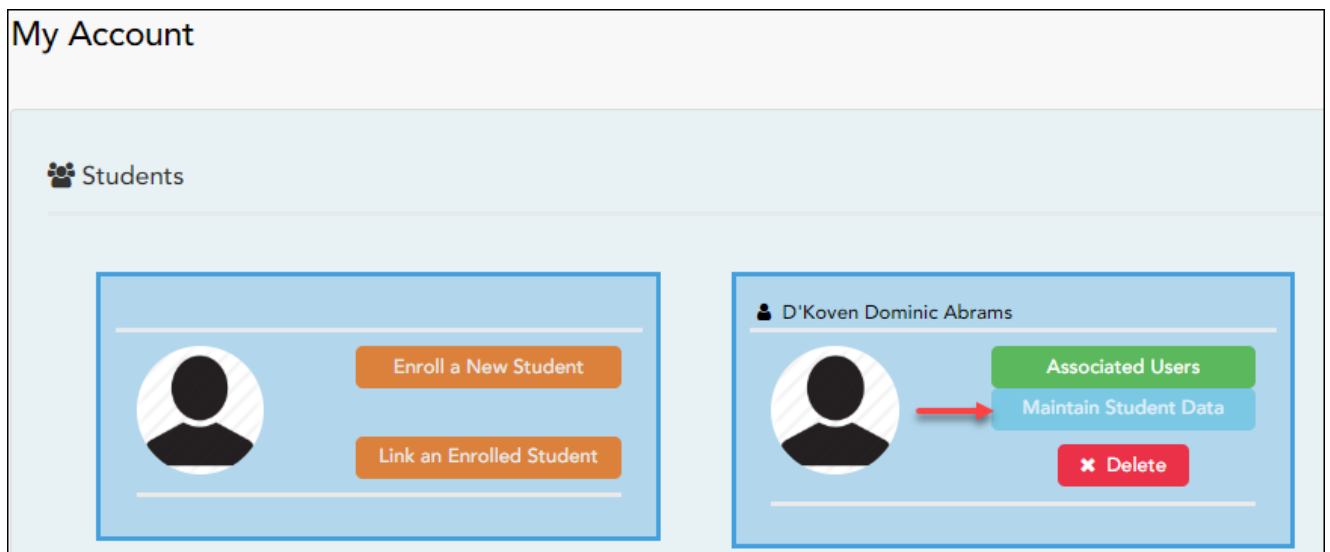 My Account
Students
Enroll a New Student
Link an Enrolled Student
D'Koven Dominic Abrams
Associated Users
Maintain Student Data
Delete